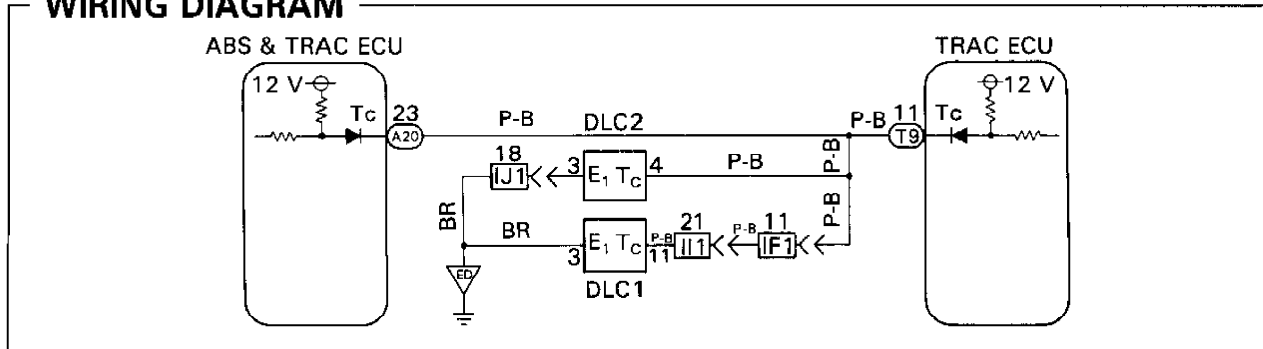 WIRING DIAGRAM
ABS & TRAC ECU
TRAC ECU
12 V
12 V
Tc 23
A20
P-B
DLC2
P-B
11
T9
Tc
18
IJ1
3
E1 Tc
4
P-B
P-B
P-B
BR
BR
3
E1 Tc
P-B
11
21
II1
P-B
11
IF1
DLC1
ED